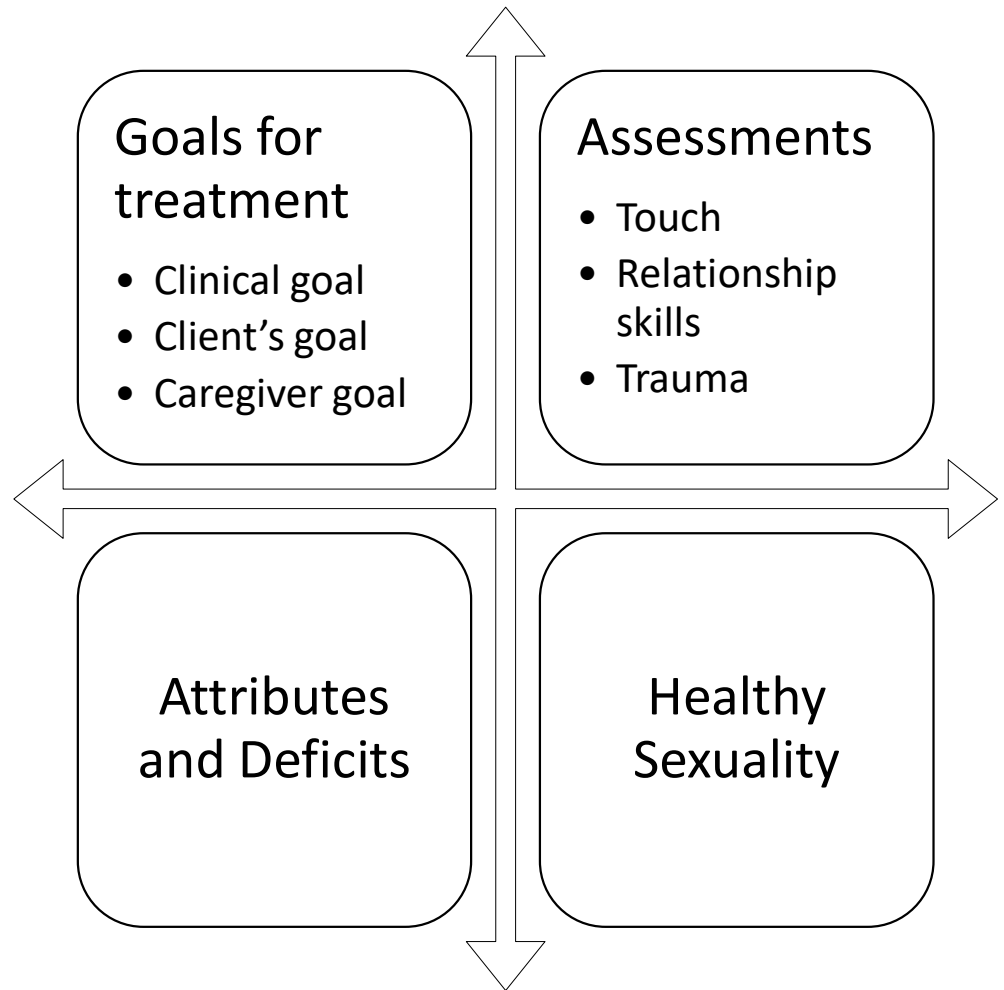 Goals for
treatment
• Clinical goal
• Client’s goal
• Caregiver goal
Assessments
• Touch
• Relationship
skills
• Trauma
Attributes
and Deficits
Healthy
Sexuality